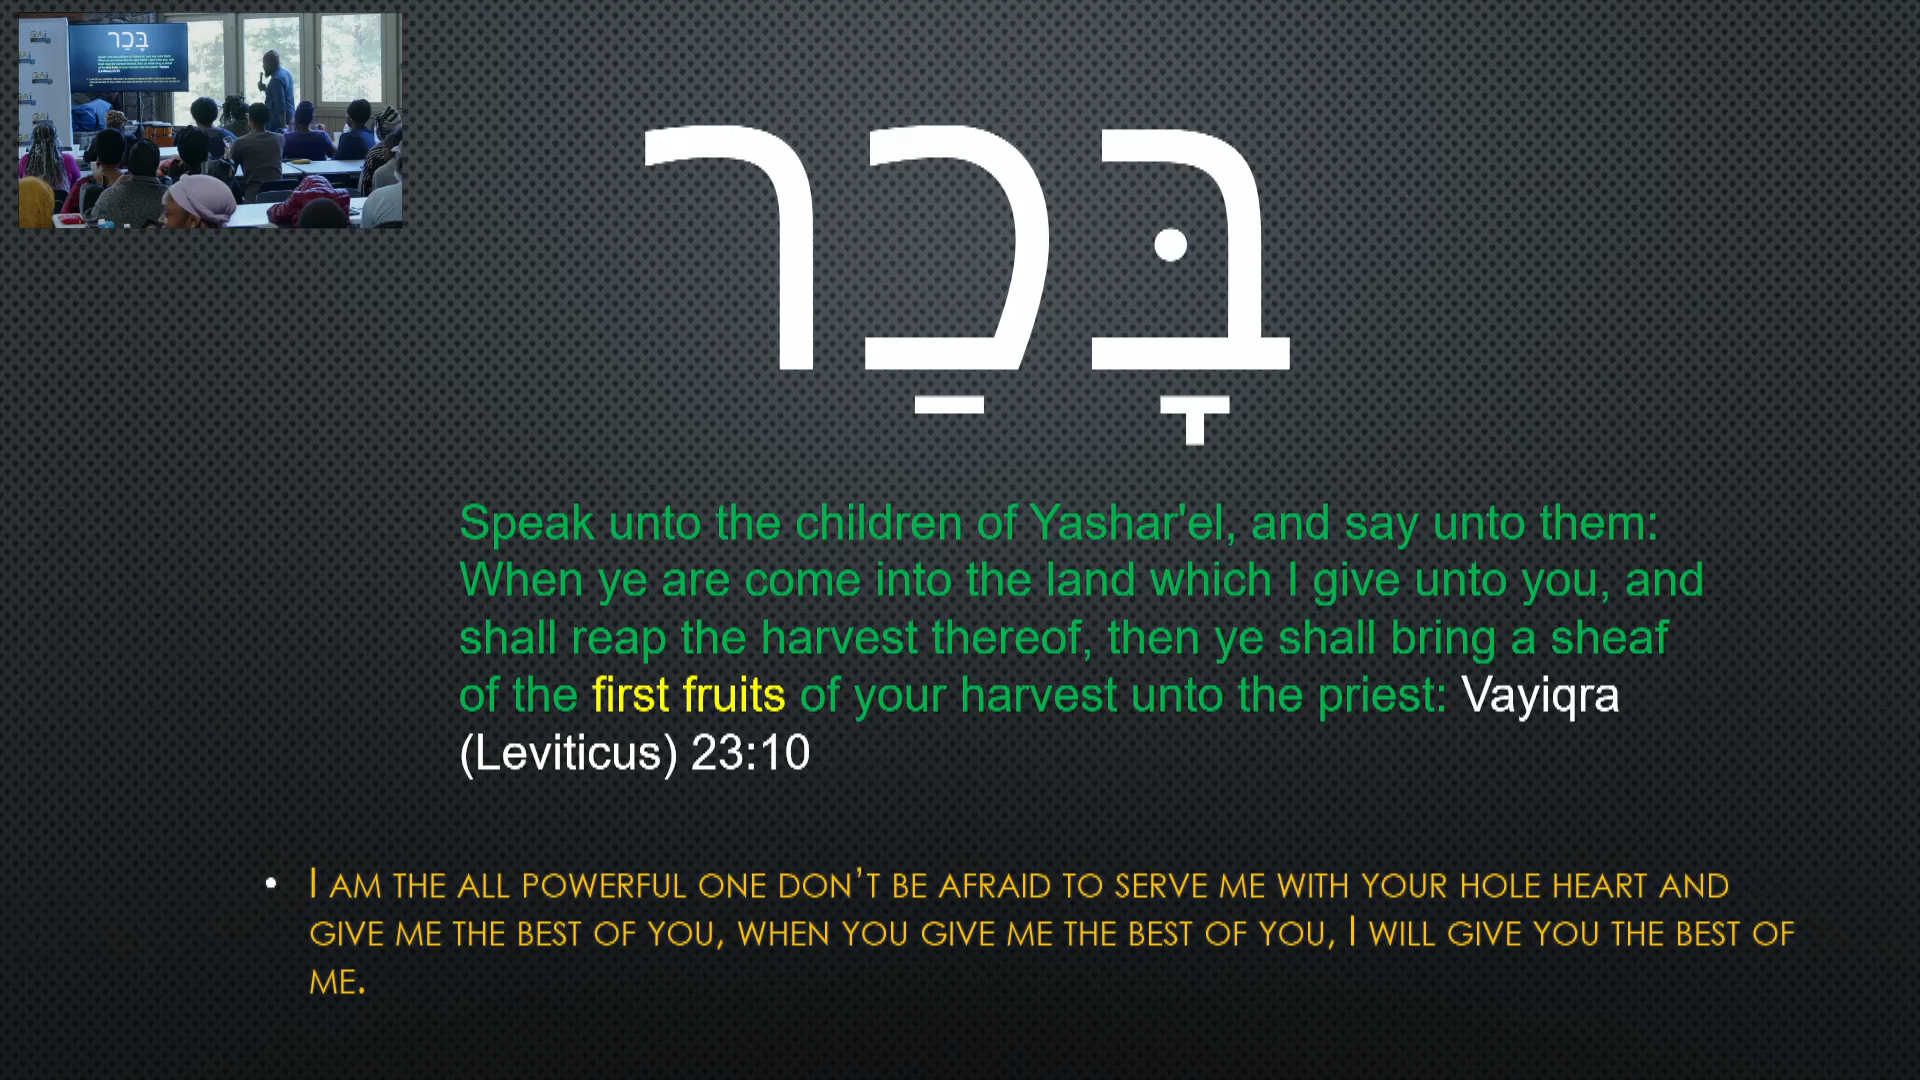 בָּכַר
Speak unto the children of Yashar'el, and say unto them:
When ye are come into the land which I give unto you, and
shall reap the harvest thereof, then ye shall bring a sheaf
of the first fruits of your harvest unto the priest: Vayiqra
(Leviticus) 23:10
• I AM THE ALL POWERFUL ONE DON’T BE AFRAID TO SERVE ME WITH YOUR HOLE HEART AND
GIVE ME THE BEST OF YOU, WHEN YOU GIVE ME THE BEST OF YOU, I WILL GIVE YOU THE BEST OF
ME.
בָּכַר